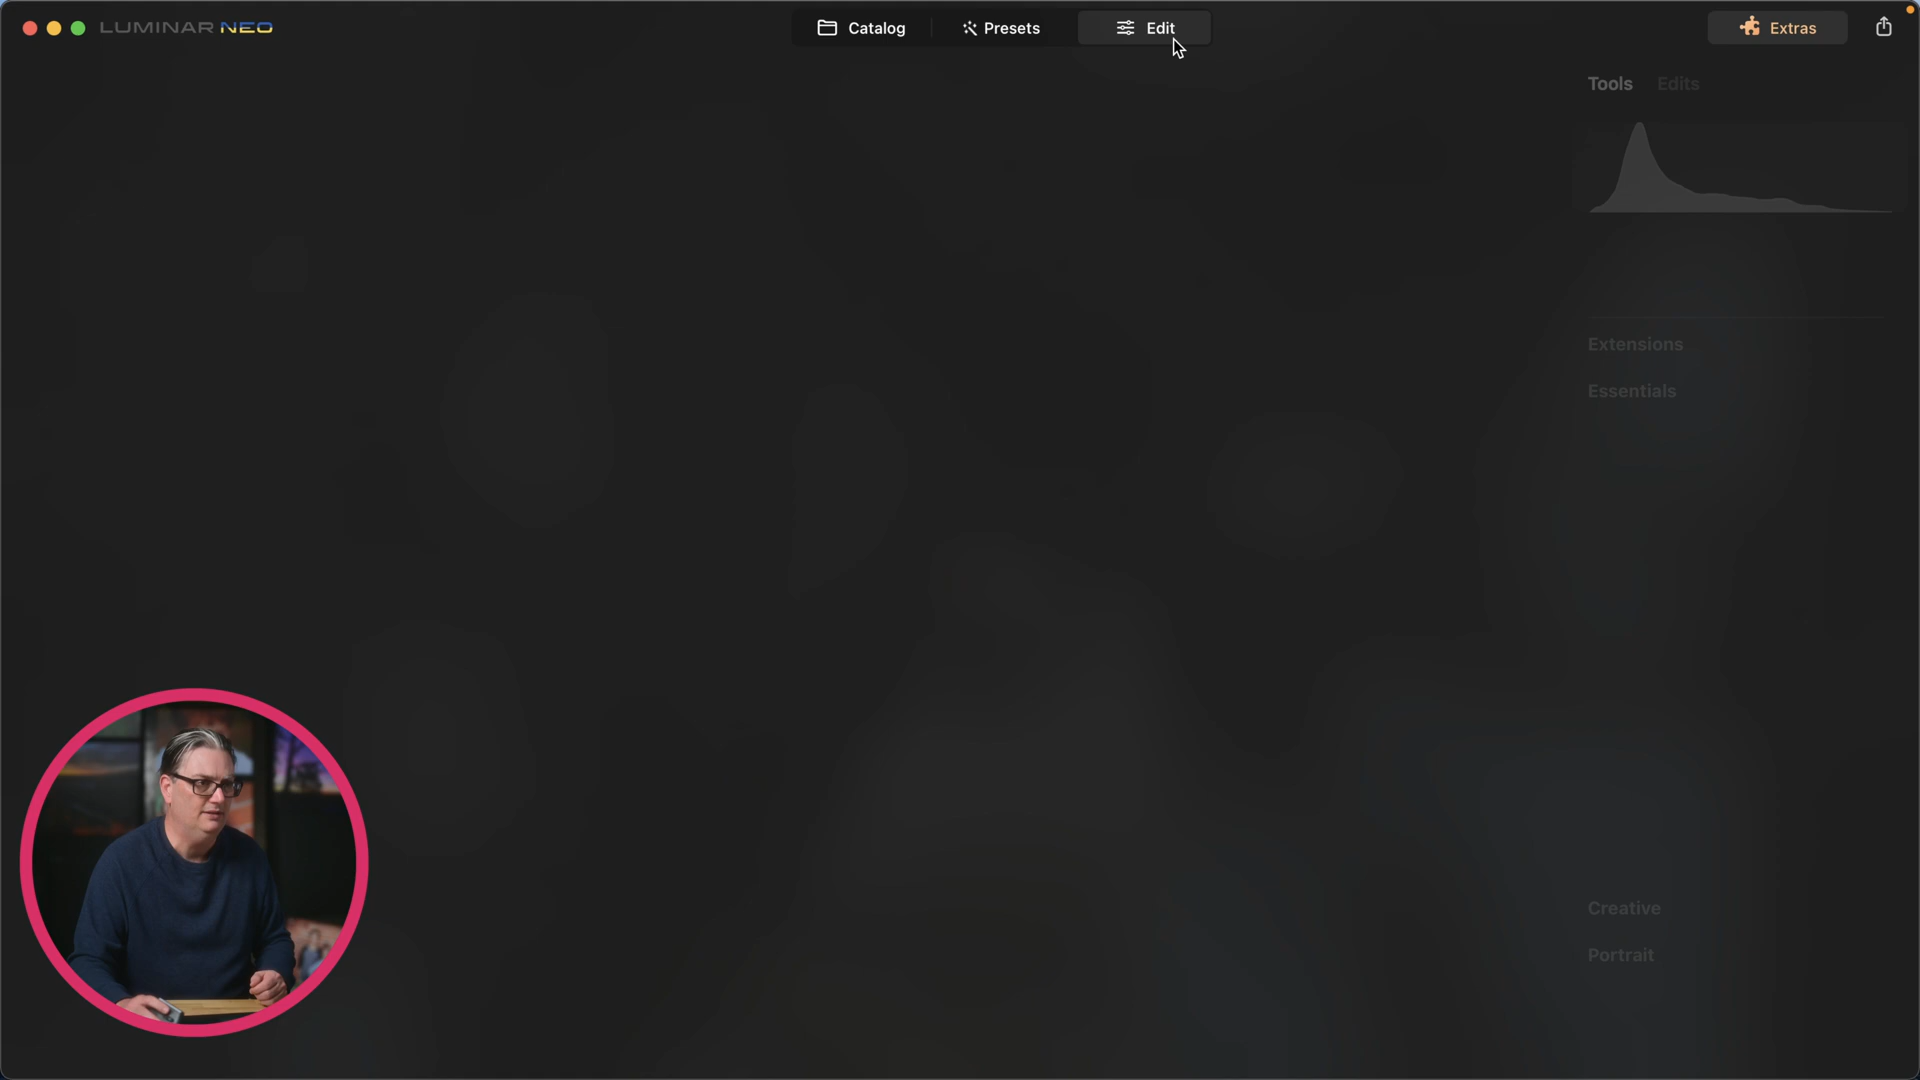 LUMINAR NEO
Catalog
Presets
Edit
Extras
Tools
Edits
Extensions
Essentials
Creative
Portrait